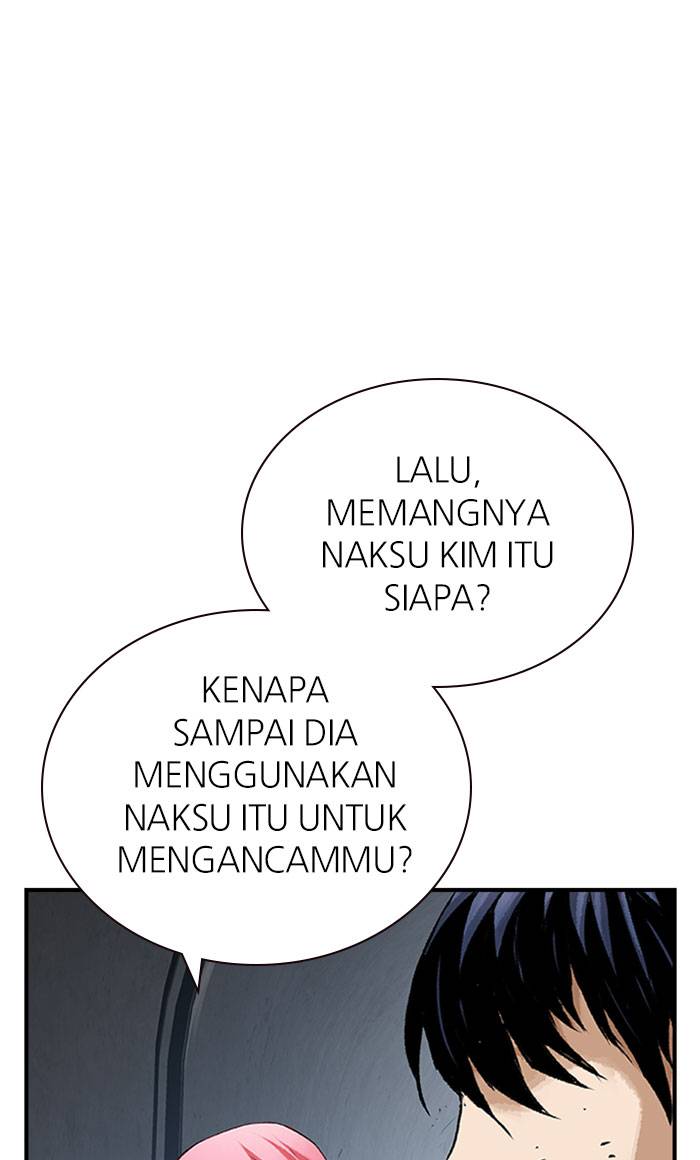 LALU,
MEMANGNYA
NAKSU KIM ITU
SIAPA?
KENAPA
SAMPAI DIA
MENGGUNAKAN
NAKSU ITU UNTUK
MENGANCAMMU?